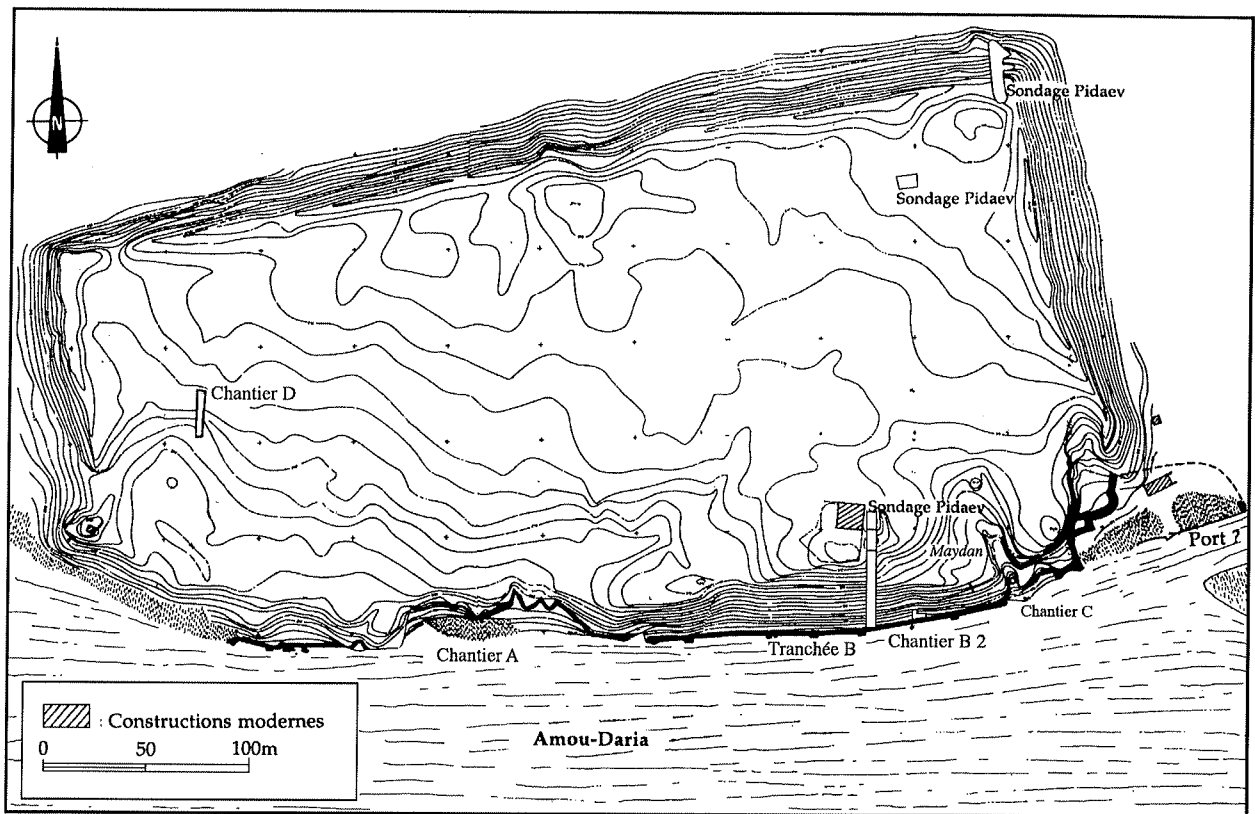 N
Sondage Pidaev
Sondage Pidaev
Chantier D
Sondage Pidaev
Maydan
Port ?
Chantier C
Chantier A
Tranchée B
Chantier B 2
: Constructions modernes
0 50 100m
Amou-Daria